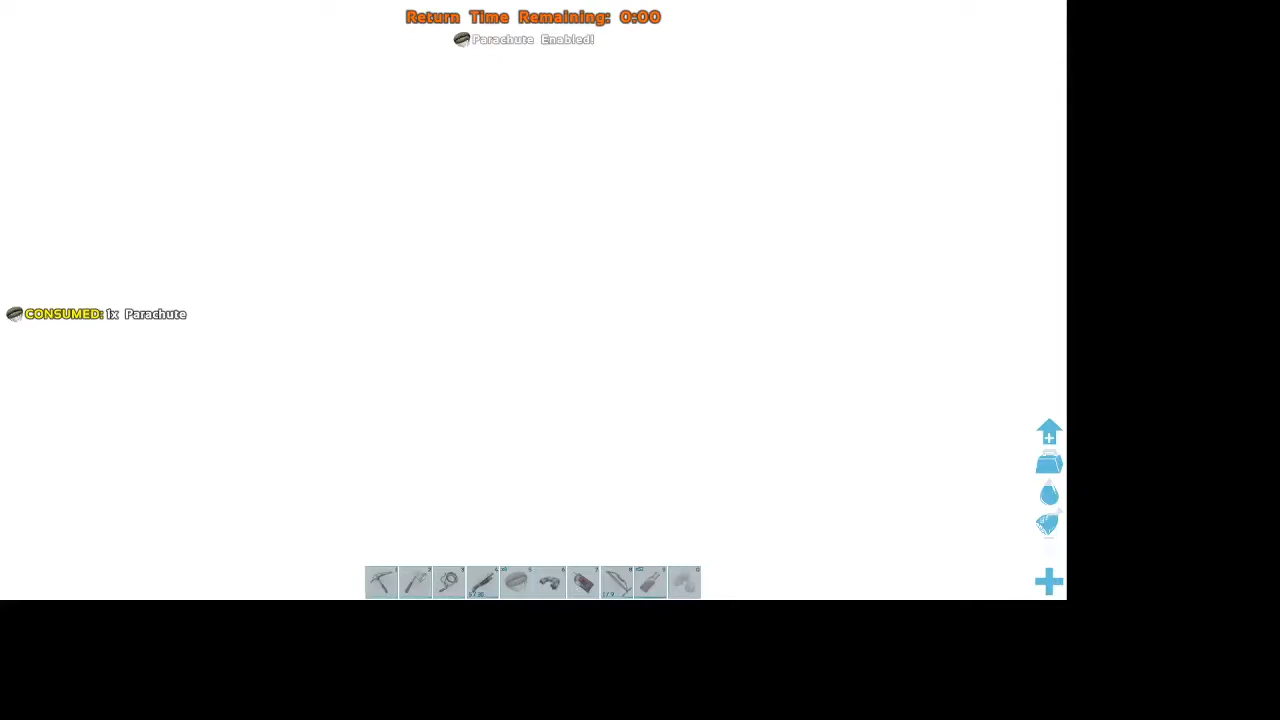 Return Time Remaining: 0:00
Parachute Enabled!
CONSUMED: 1x Parachute